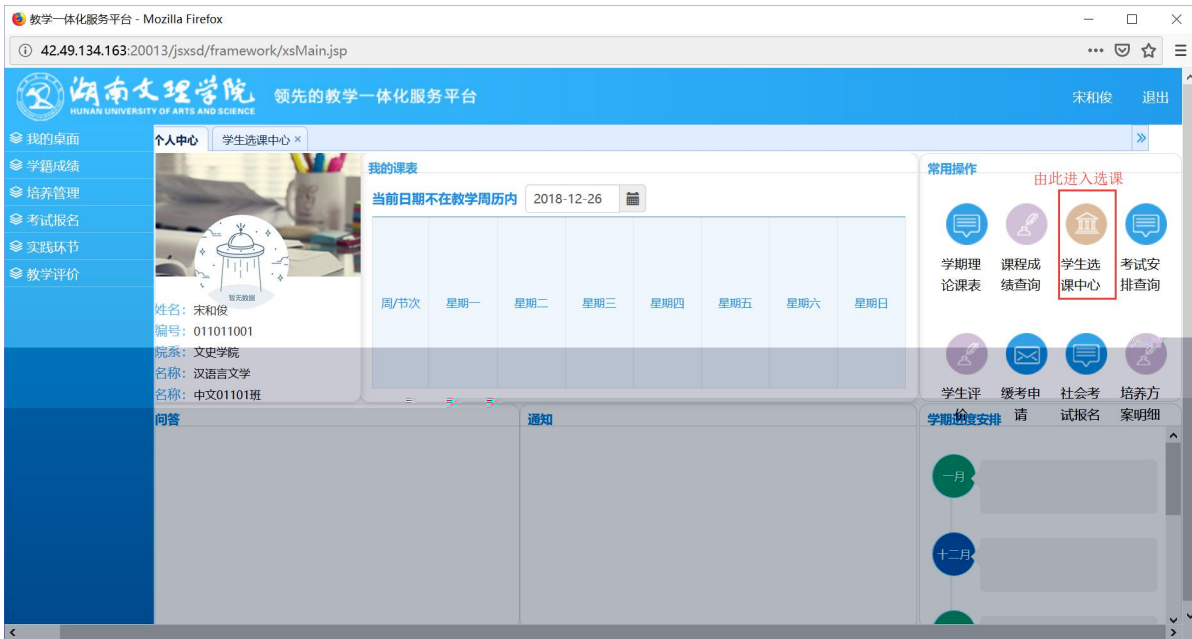 教学一体化服务平台 - Mozilla Firefox
42.49.134.163:20013/jsxsd/framework/xsMain.jsp
湖南文理学院
HUNAN UNIVERSITY OF ARTS AND SCIENCE
领先的教学一体化服务平台
宋和俊 退出
我的桌面
学籍成绩
培养管理
考试报名
实践环节
教学评价
个人中心 学生选课中心 ×
暂无数据
姓名：宋和俊
编号：011011001
院系：文史学院
名称：汉语言文学
名称：中文01101班
我的课表
当前日期不在教学周历内 2018-12-26
周/节次 星期一 星期二 星期三 星期四 星期五 星期六 星期日
常用操作
由此进入选课
学期理论课表
课程成绩查询
学生选课中心
考试安排查询
学生评价
缓考申请
社会考试报名
培养方案明细
问答
通知
学期进度安排
一月
十二月